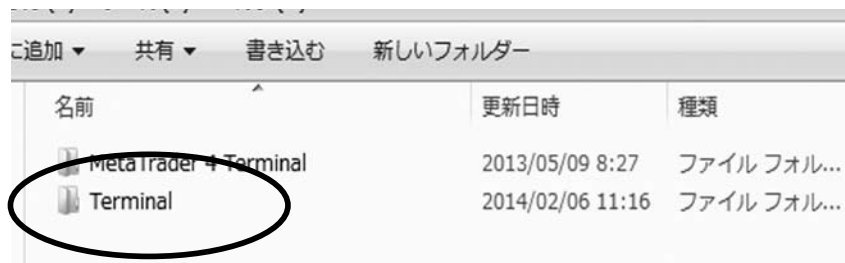 に追加 ▼ 共有 ▼ 書き込む 新しいフォルダー
名前 更新日時 種類
MetaTrader 4 Terminal 2013/05/09 8:27 ファイル フォル...
Terminal 2014/02/06 11:16 ファイル フォル...